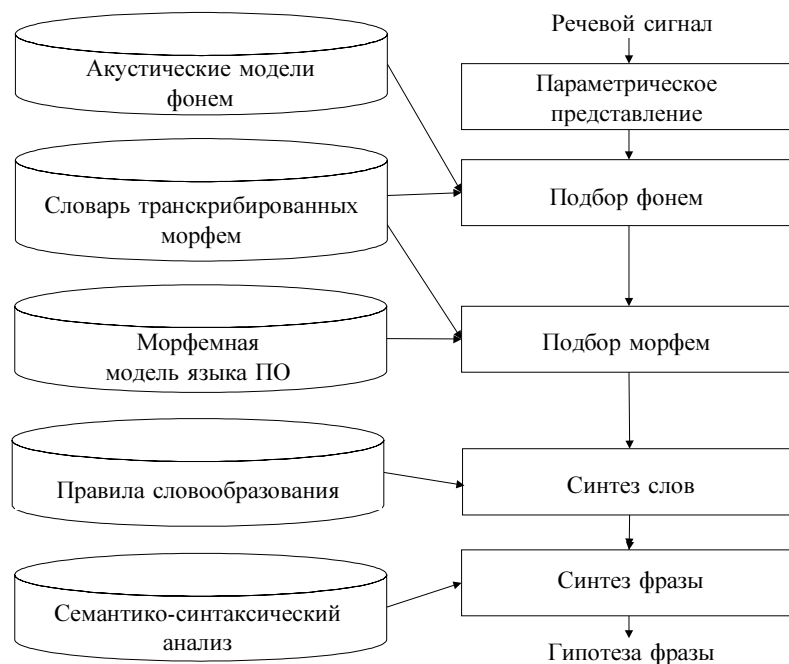 Речевой сигнал
Акустические модели
фонем
Параметрическое
представление
Словарь транскрибированных
морфем
Подбор фонем
Морфемная
модель языка ПО
Подбор морфем
Правила словообразования
Синтез слов
Семантико-синтаксический
анализ
Синтез фразы
Гипотеза фразы